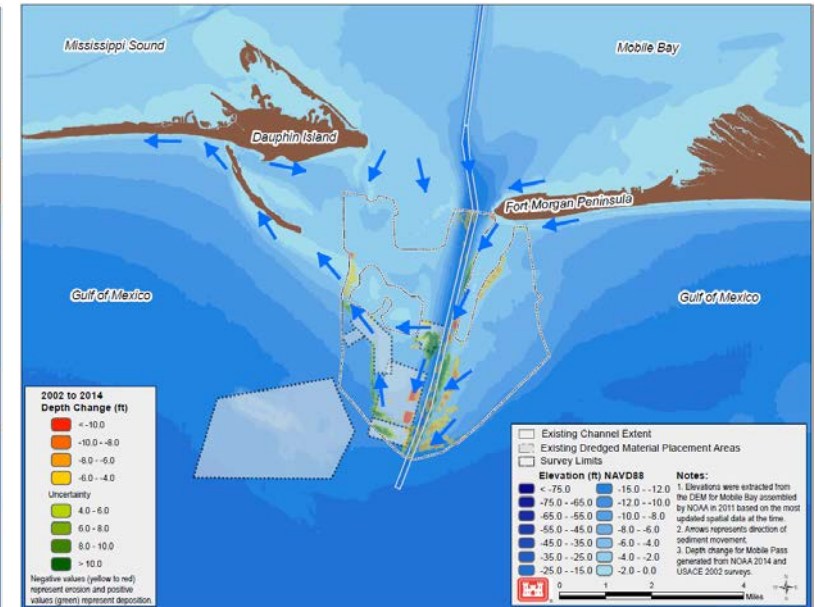 Mississippi Sound
Mobile Bay
Dauphin Island
Fort Morgan Peninsula
Gulf of Mexico
Gulf of Mexico
2002 to 2014
Depth Change (ft)
< -10.0
-10.0 - -8.0
-8.0 - -6.0
-6.0 - -4.0
Uncertainty
4.0 - 6.0
6.0 - 8.0
8.0 - 10.0
> 10.0
Negative values (yellow to red)
represent erosion and positive
values (green) represent deposition.
Existing Channel Extent
Existing Dredged Material Placement Areas
Survey Limits
Elevation (ft) NAVD88
< -75.0
-75.0 - -65.0
-65.0 - -55.0
-55.0 - -45.0
-45.0 - -35.0
-35.0 - -25.0
-25.0 - -15.0
-15.0 - -12.0
-12.0 - -10.0
-10.0 - -8.0
-8.0 - -6.0
-6.0 - -4.0
-4.0 - -2.0
-2.0 - 0.0
Notes:
1. Elevations were extracted from
the DEM for Mobile Bay assembled
by NOAA in 2011 based on the most
updated spatial data at the time.
2. Arrows represents direction of
sediment movement.
3. Depth change for Mobile Pass
generated from NOAA 2014 and
USACE 2002 surveys.
0 1 2 4
Miles